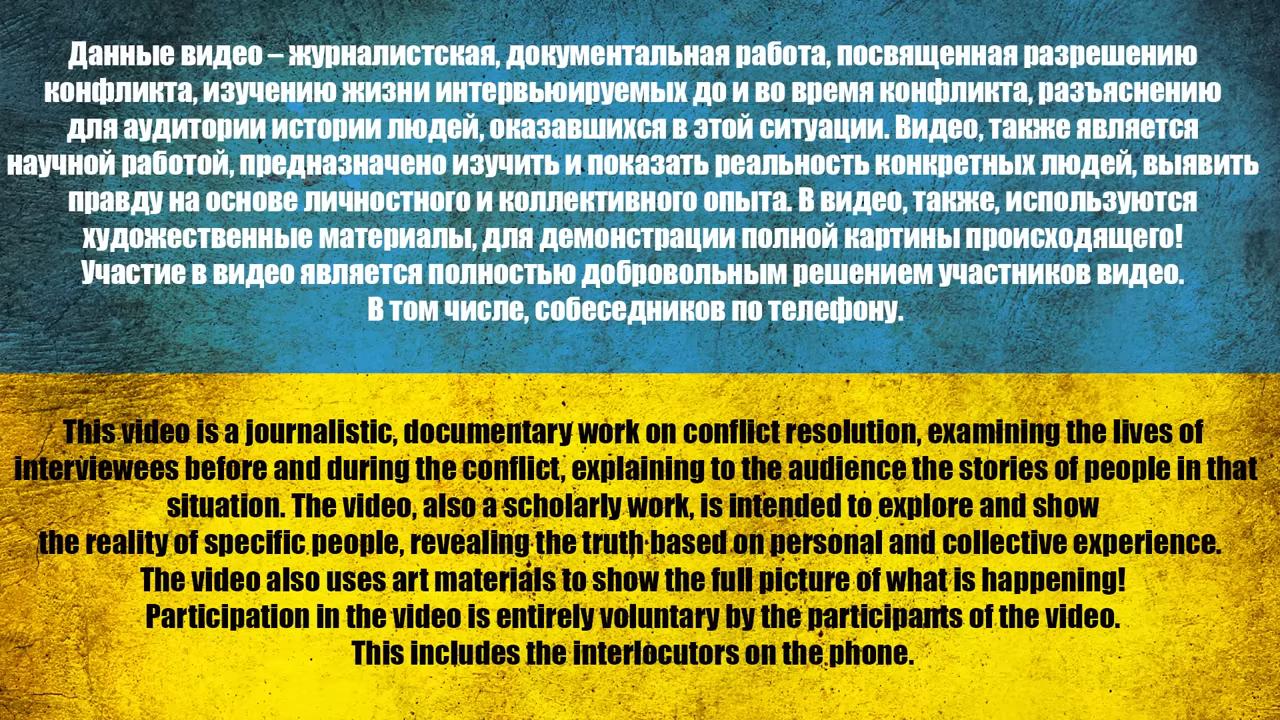 Данные видео – журналистская, документальная работа, посвященная разрешению
конфликта, изучению жизни интервьюируемых до и во время конфликта, разъяснению
для аудитории истории людей, оказавшихся в этой ситуации. Видео, также является
научной работой, предназначено изучить и показать реальность конкретных людей, выявить
правду на основе личностного и коллективного опыта. В видео, также, используются
художественные материалы, для демонстрации полной картины происходящего!
Участие в видео является полностью добровольным решением участников видео.
В том числе, собеседников по телефону.
This video is a journalistic, documentary work on conflict resolution, examining the lives of
interviewees before and during the conflict, explaining to the audience the stories of people in that
situation. The video, also a scholarly work, is intended to explore and show
the reality of specific people, revealing the truth based on personal and collective experience.
The video also uses art materials to show the full picture of what is happening!
Participation in the video is entirely voluntary by the participants of the video.
This includes the interlocutors on the phone.